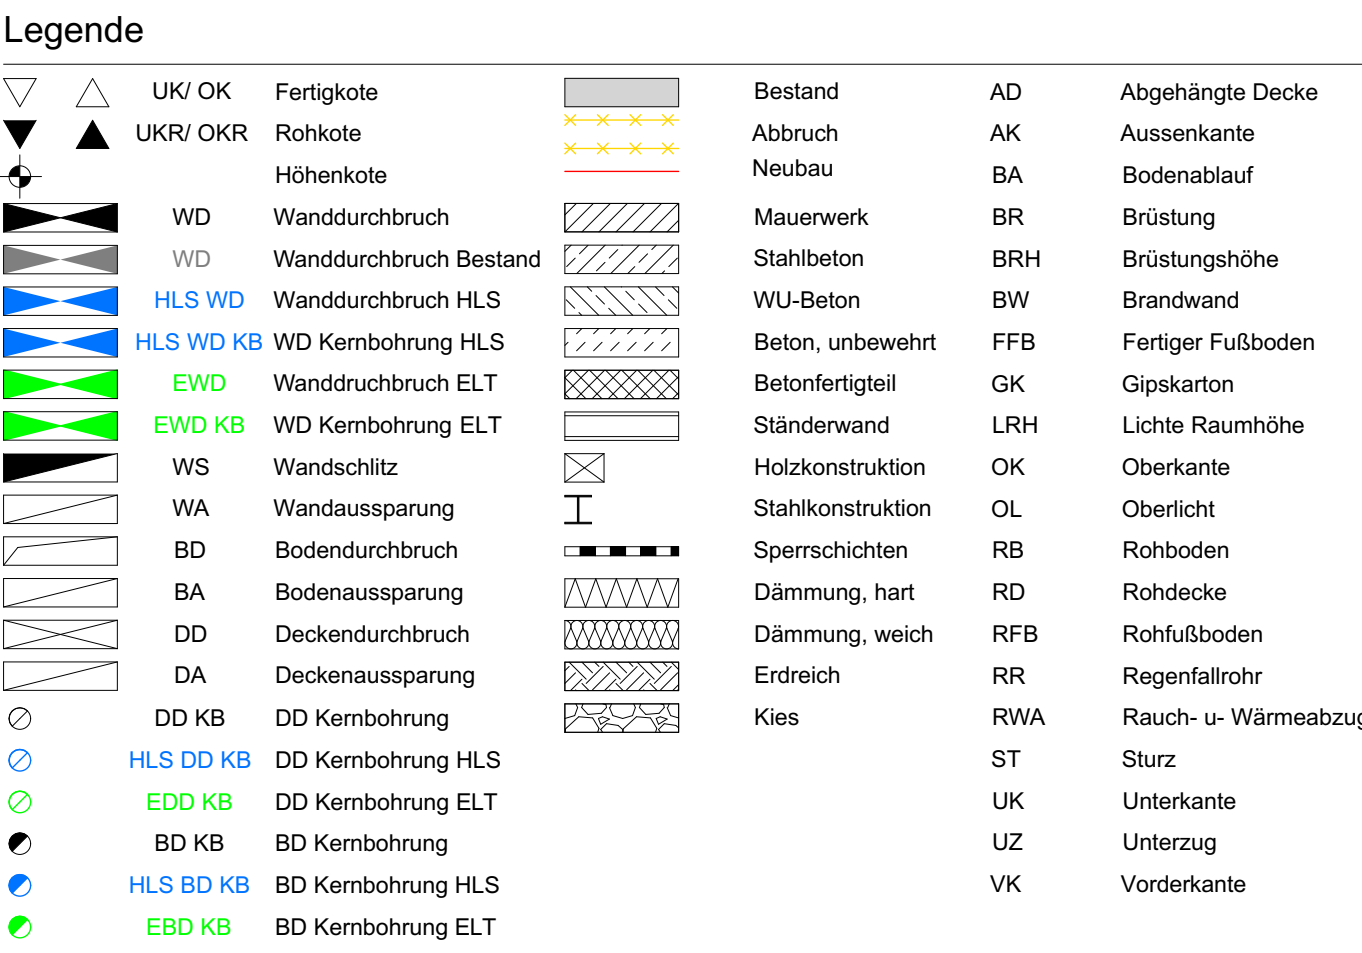 Legende
UK/ OK Fertigkote Bestand AD Abgehängte Decke
UKR/ OKR Rohkote Abbruch AK Aussenkante
Höhenkote Neubau BA Bodenablauf
WD Wanddurchbruch Mauerwerk BR Brüstung
WD Wanddurchbruch Bestand Stahlbeton BRH Brüstungshöhe
HLS WD Wanddurchbruch HLS WU-Beton BW Brandwand
HLS WD KB WD Kernbohrung HLS Beton, unbewehrt FFB Fertiger Fußboden
EWD Wanddruchbruch ELT Betonfertigteil GK Gipskarton
EWD KB WD Kernbohrung ELT Ständerwand LRH Lichte Raumhöhe
WS Wandschlitz Holzkonstruktion OK Oberkante
WA Wandaussparung Stahlkonstruktion OL Oberlicht
BD Bodendurchbruch Sperrschichten RB Rohboden
BA Bodenaussparung Dämmung, hart RD Rohdecke
DD Deckendurchbruch Dämmung, weich RFB Rohfußboden
DA Deckenaussparung Erdreich RR Regenfallrohr
DD KB DD Kernbohrung Kies RWA Rauch- u- Wärmeabzug
HLS DD KB DD Kernbohrung HLS ST Sturz
EDD KB DD Kernbohrung ELT UK Unterkante
BD KB BD Kernbohrung UZ Unterzug
HLS BD KB BD Kernbohrung HLS VK Vorderkante
EBD KB BD Kernbohrung ELT